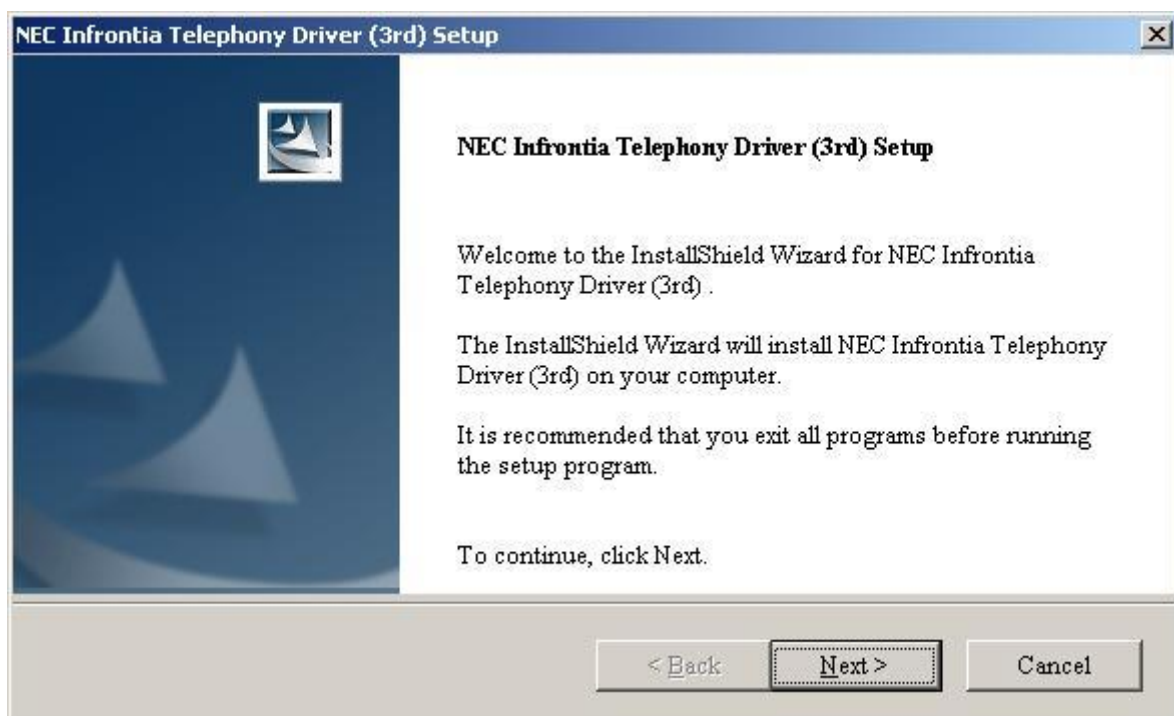 NEC Infrontia Telephony Driver (3rd) Setup
NEC Infrontia Telephony Driver (3rd) Setup
Welcome to the InstallShield Wizard for NEC Infrontia
Telephony Driver (3rd) .
The InstallShield Wizard will install NEC Infrontia Telephony
Driver (3rd) on your computer.
It is recommended that you exit all programs before running
the setup program.
To continue, click Next.
< Back
Next >
Cancel